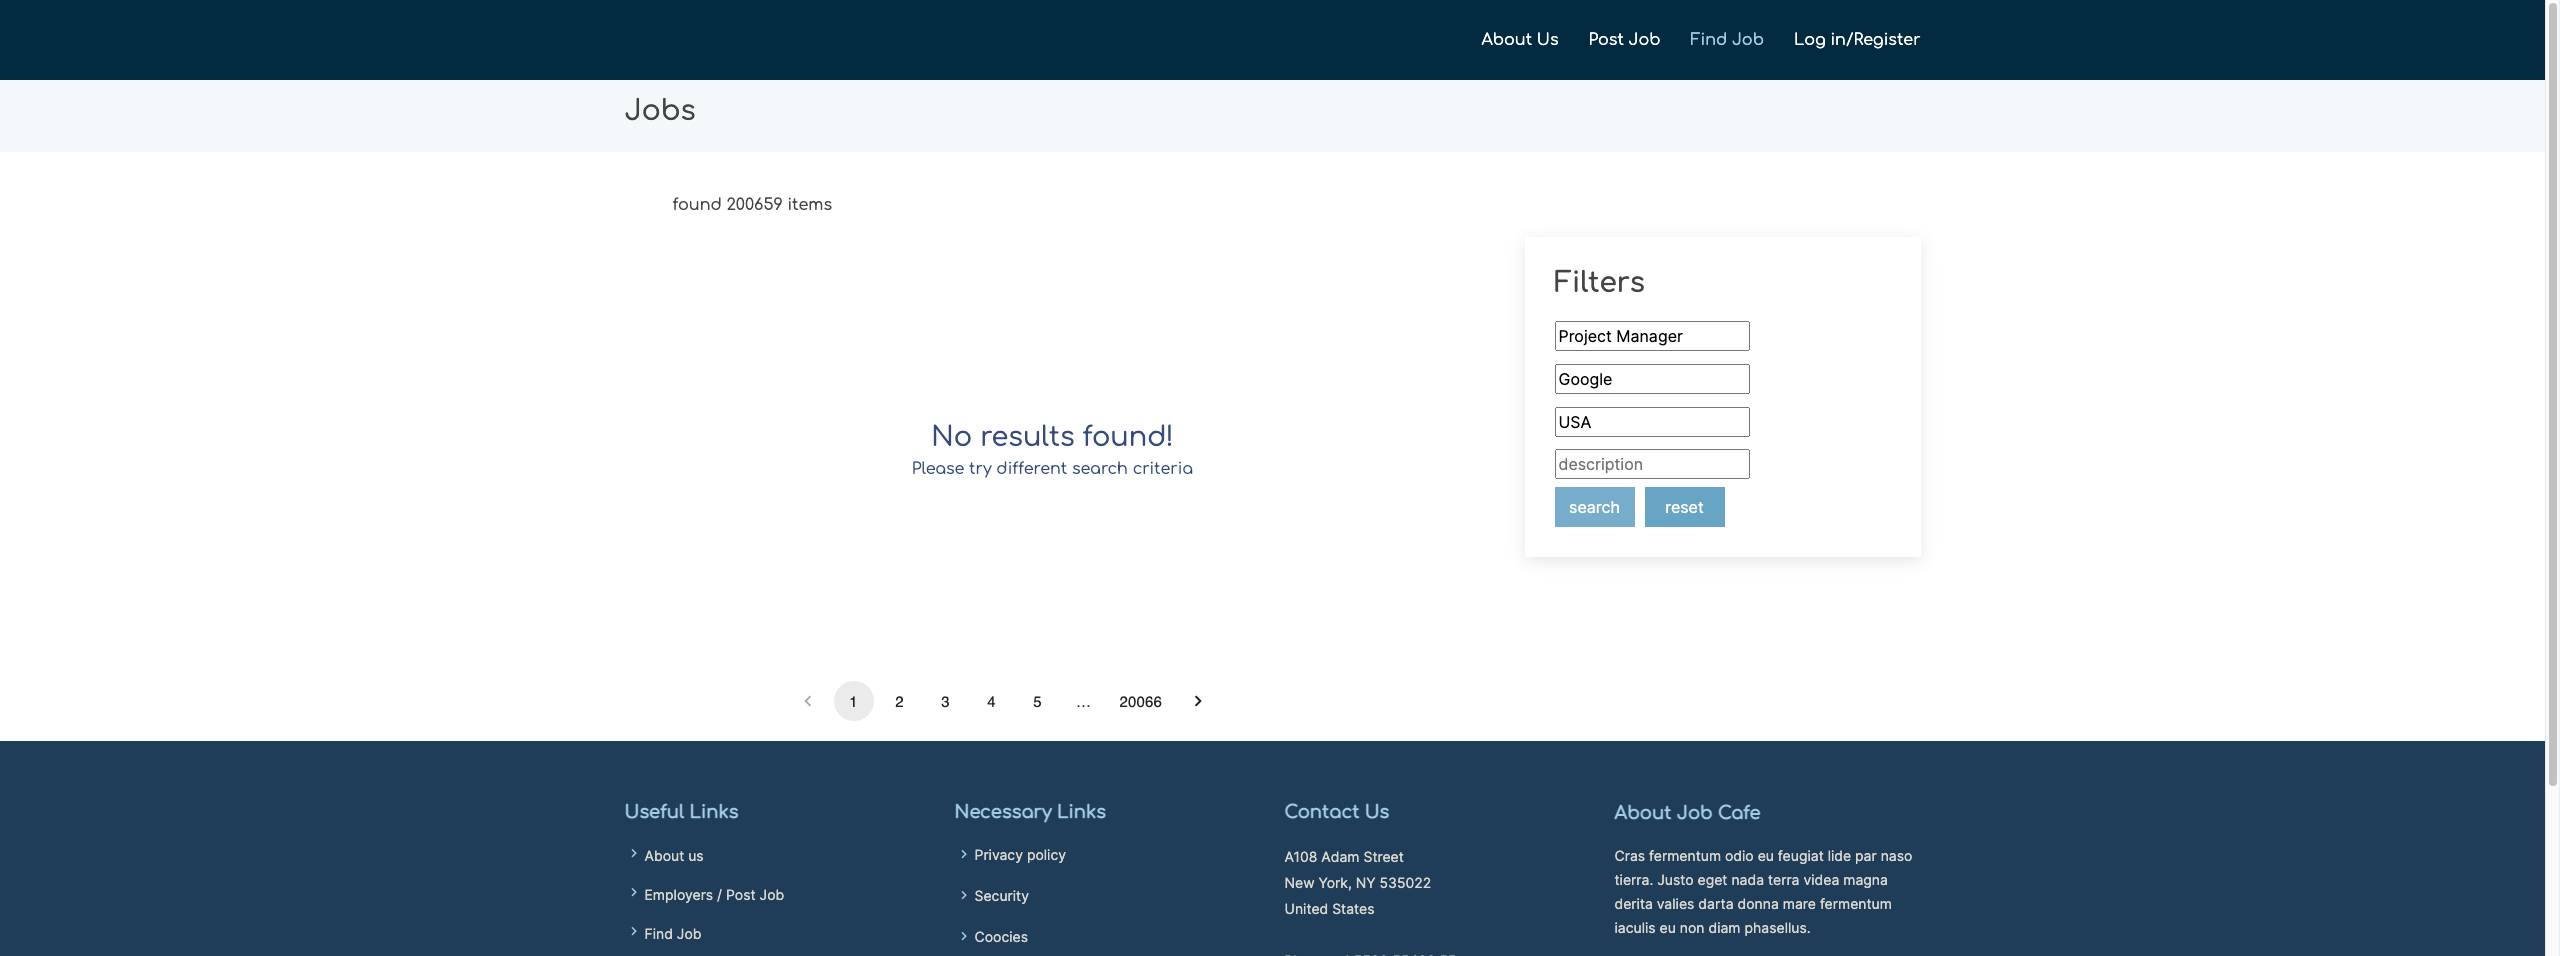 About Us Post Job Find Job Log in/Register
Jobs
found 200659 items
Filters
Project Manager
Google
USA
description
search reset
No results found!
Please try different search criteria
1 2 3 4 5 ... 20066
Useful Links
About us
Employers / Post Job
Find Job
Necessary Links
Privacy policy
Security
Coocies
Contact Us
A108 Adam Street
New York, NY 535022
United States
About Job Cafe
Cras fermentum odio eu feugiat lide par naso
tierra. Justo eget nada terra videa magna
derita valies darta donna mare fermentum
iaculis eu non diam phasellus.